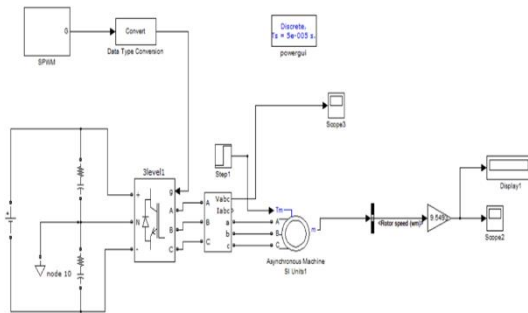 0
SPWM
Convert
Data Type Conversion
Discrete,
Ts = 5e-005 s.
powergui
Scope3
3level1
Step1
Display1
+
g
N
-
A
B
C
A
B
C
Vabc
Iabc
a
b
c
Tm
A
B
C
m
<Rotor speed (wm)>
9.5493
Scope2
node 10
Asynchronous Machine
SI Units1